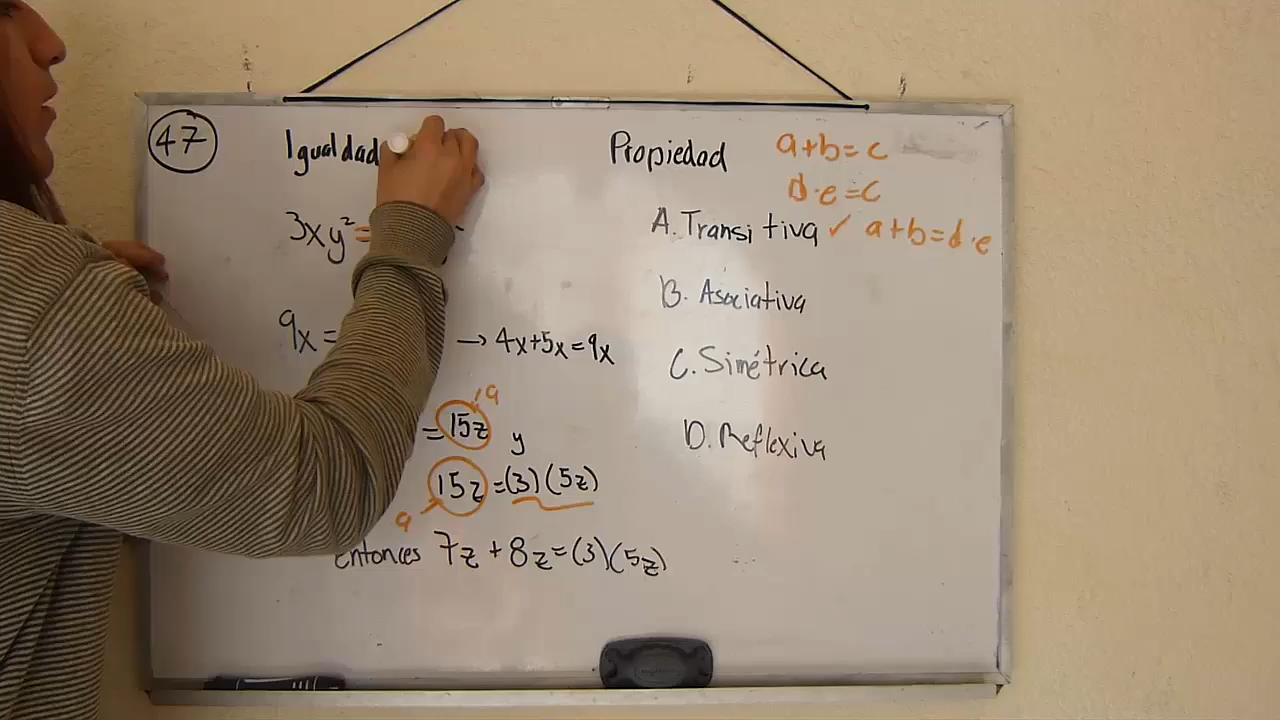 47
Igualdad
Propiedad
a+b=c
d·e=c
3xy²=
A. Transitiva ✓ a+b=d·e
B. Asociativa
9x= → 4x+5x=9x
C. Simétrica
a
=15z y
D. Reflexiva
15z=(3)(5z)
a
Entonces 7z+8z=(3)(5z)